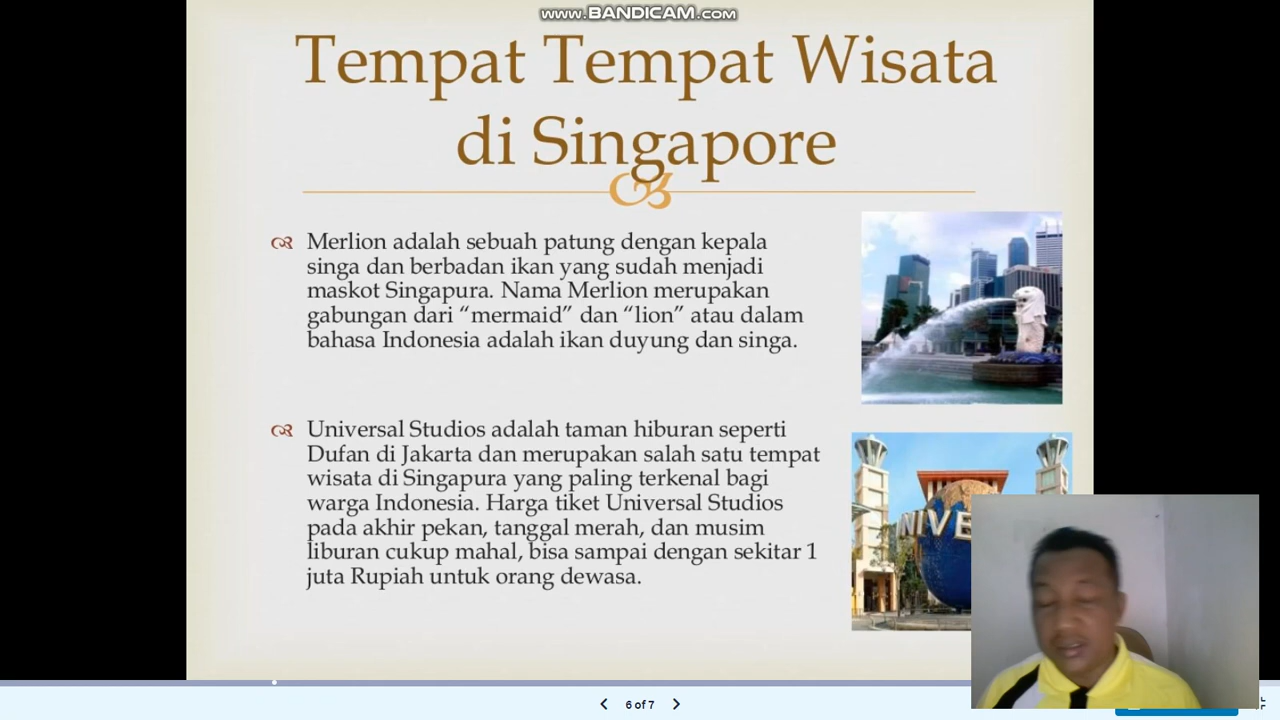 www.BANDICAM.com
Tempat Tempat Wisata
di Singapore
Merlion adalah sebuah patung dengan kepala
singa dan berbadan ikan yang sudah menjadi
maskot Singapura. Nama Merlion merupakan
gabungan dari “mermaid” dan “lion” atau dalam
bahasa Indonesia adalah ikan duyung dan singa.
Universal Studios adalah taman hiburan seperti
Dufan di Jakarta dan merupakan salah satu tempat
wisata di Singapura yang paling terkenal bagi
warga Indonesia. Harga tiket Universal Studios
pada akhir pekan, tanggal merah, dan musim
liburan cukup mahal, bisa sampai dengan sekitar 1
juta Rupiah untuk orang dewasa.
NIVE
6 of 7